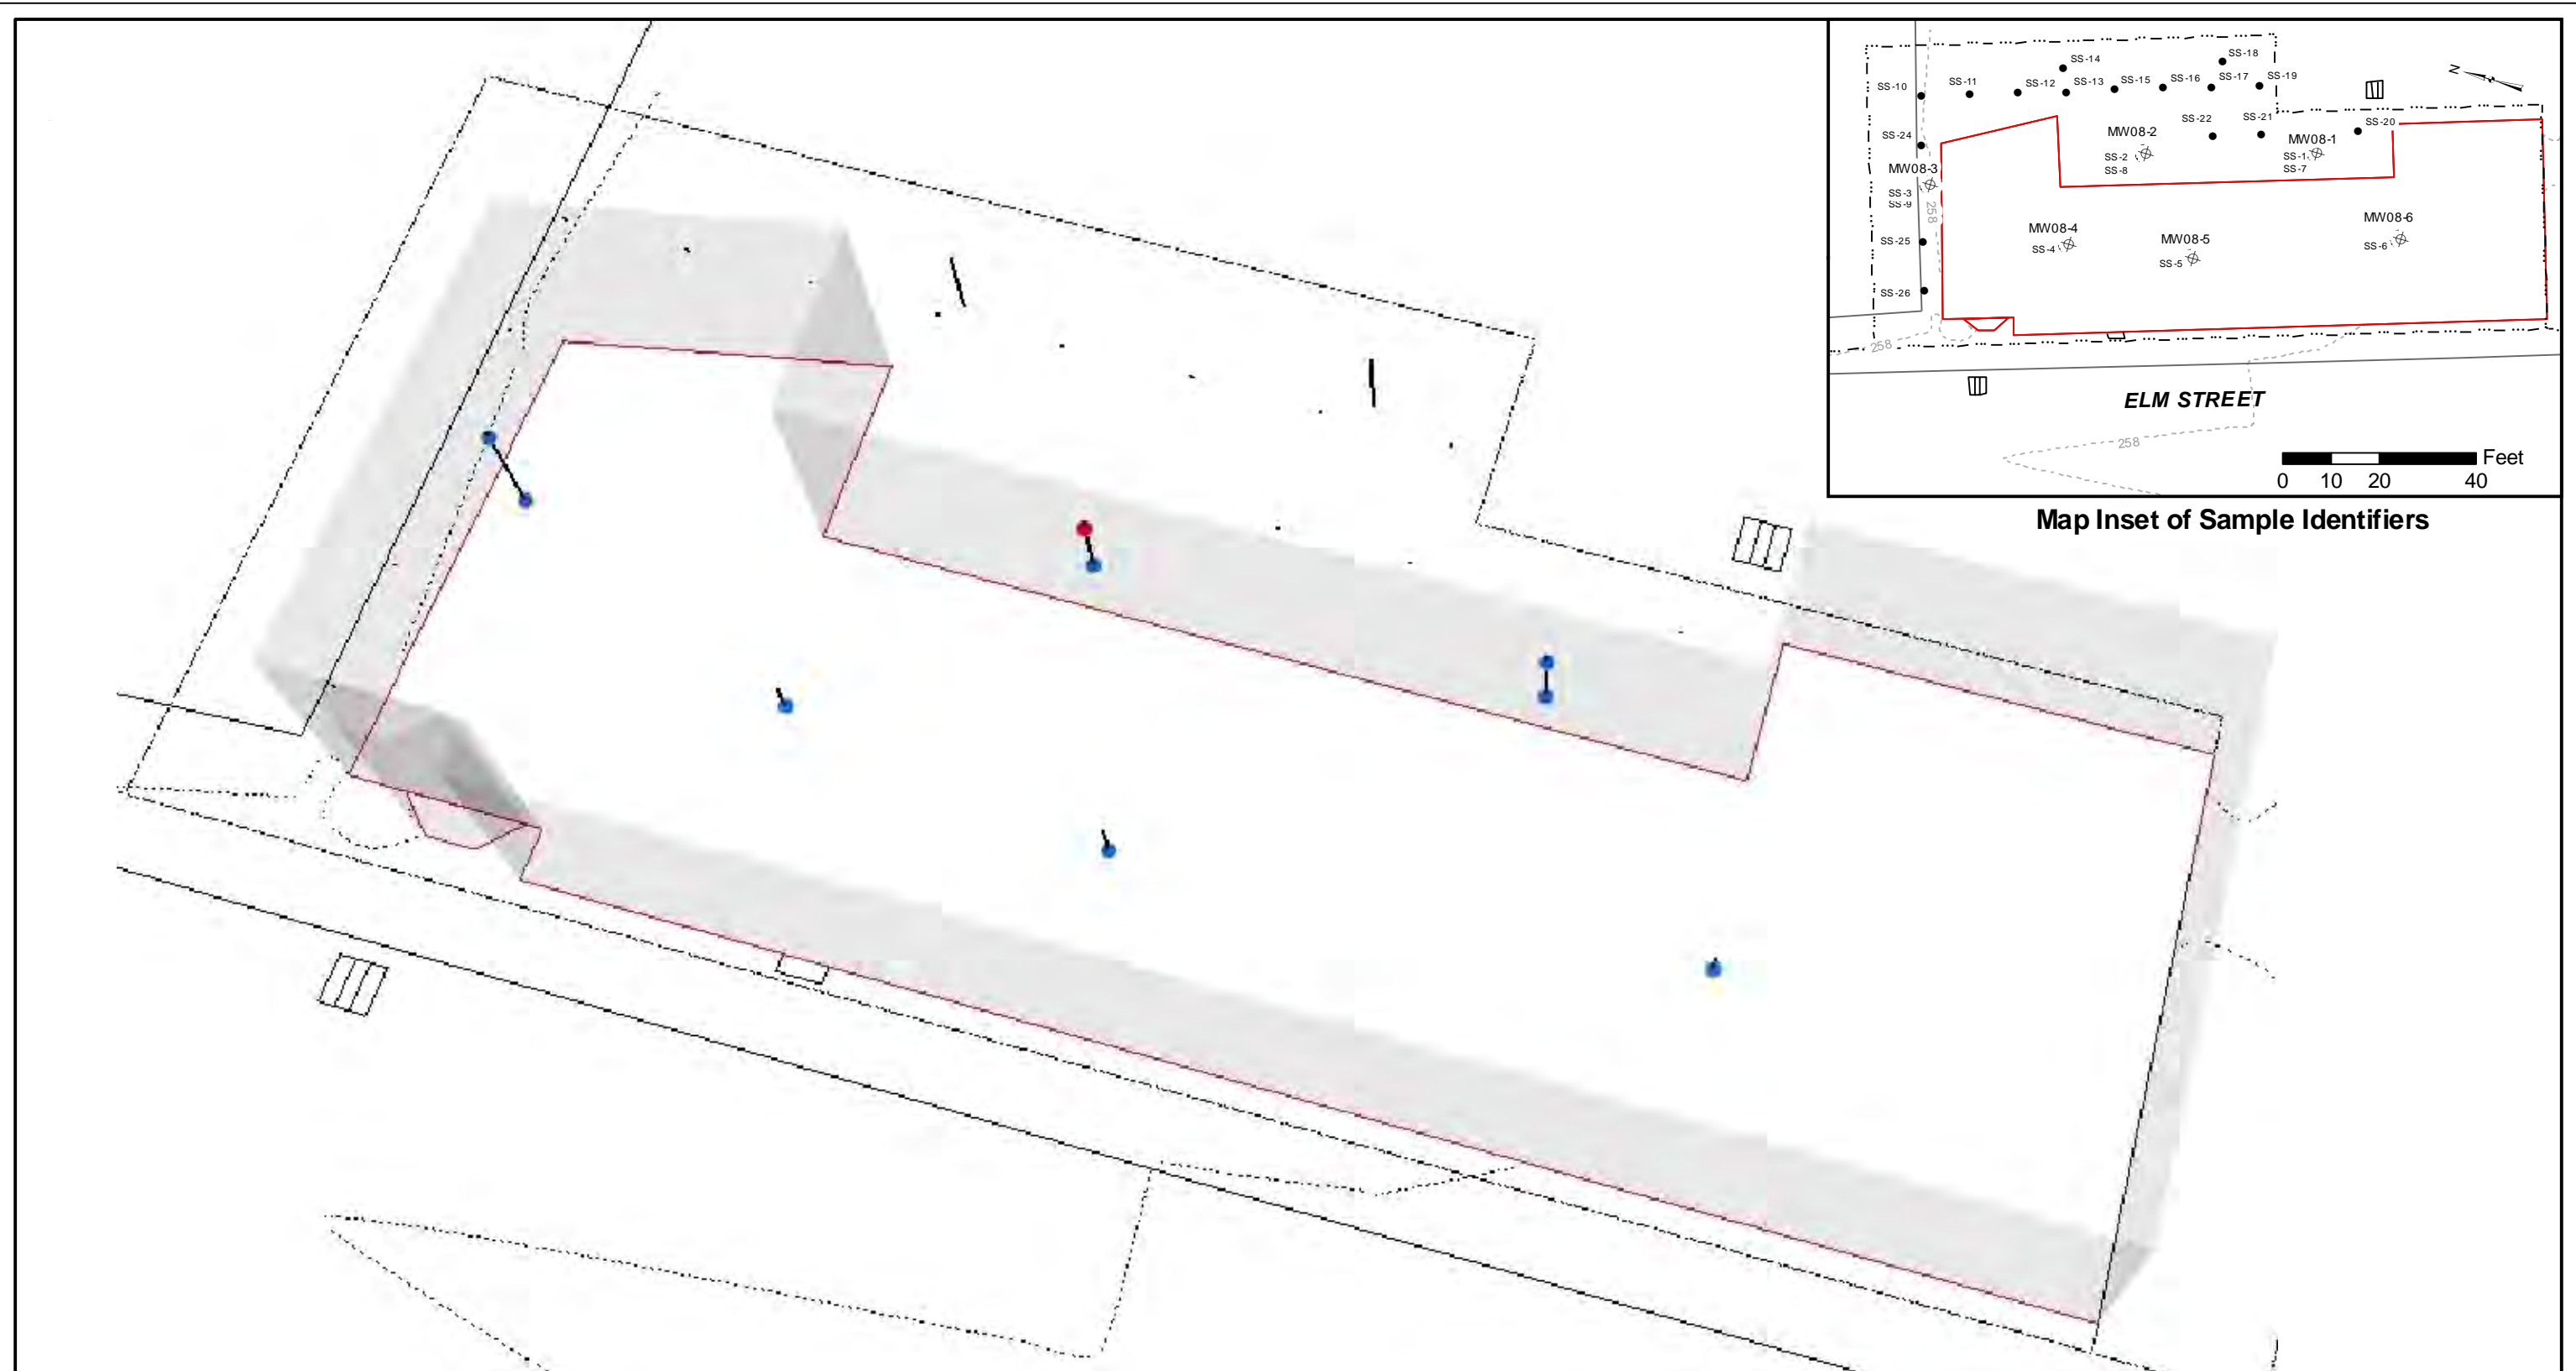 SS-18
SS-14
SS-10
SS-11
SS-12
SS-13
SS-15
SS-16
SS-17
SS-19
N
SS-24
MW08-2
SS-22
SS-21
SS-20
MW08-1
SS-2
SS-8
SS-1
SS-7
MW08-3
SS-3
SS-9
258
MW08-4
SS-4
MW08-5
SS-5
MW08-6
SS-6
SS-25
SS-26
258
ELM STREET
258
Feet
0 10 20 40
Map Inset of Sample Identifiers